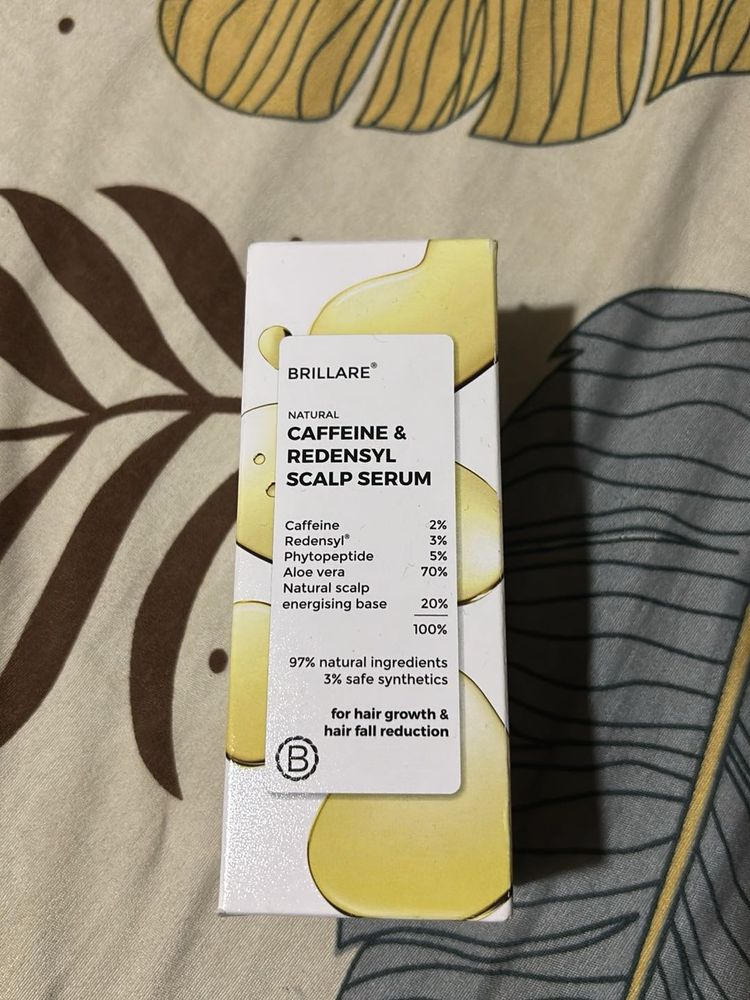 BRILLARE®
NATURAL
CAFFEINE &
REDENSYL
SCALP SERUM
Caffeine 2%
Redensyl® 3%
Phytopeptide 5%
Aloe vera 70%
Natural scalp
energising base 20%
100%
97% natural ingredients
3% safe synthetics
for hair growth &
hair fall reduction
B